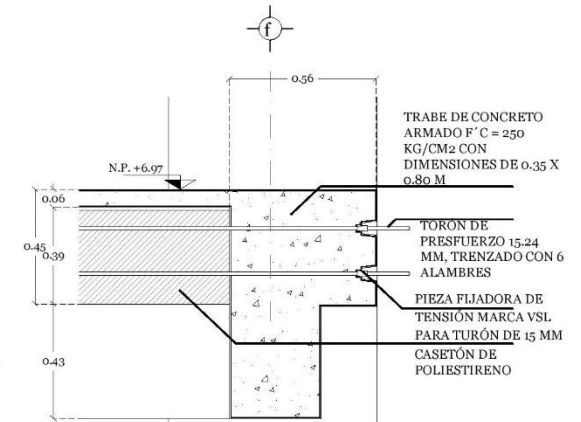 f
0.56
TRABE DE CONCRETO
ARMADO F´C = 250
KG/CM2 CON
DIMENSIONES DE 0.35 X
0.80 M
N.P. +6.97
0.06
0.45
0.39
TORÓN DE
PRESFUERZO 15.24
MM, TRENZADO CON 6
ALAMBRES
PIEZA FIJADORA DE
TENSIÓN MARCA VSL
PARA TURÓN DE 15 MM
CASETÓN DE
POLIESTIRENO
0.43